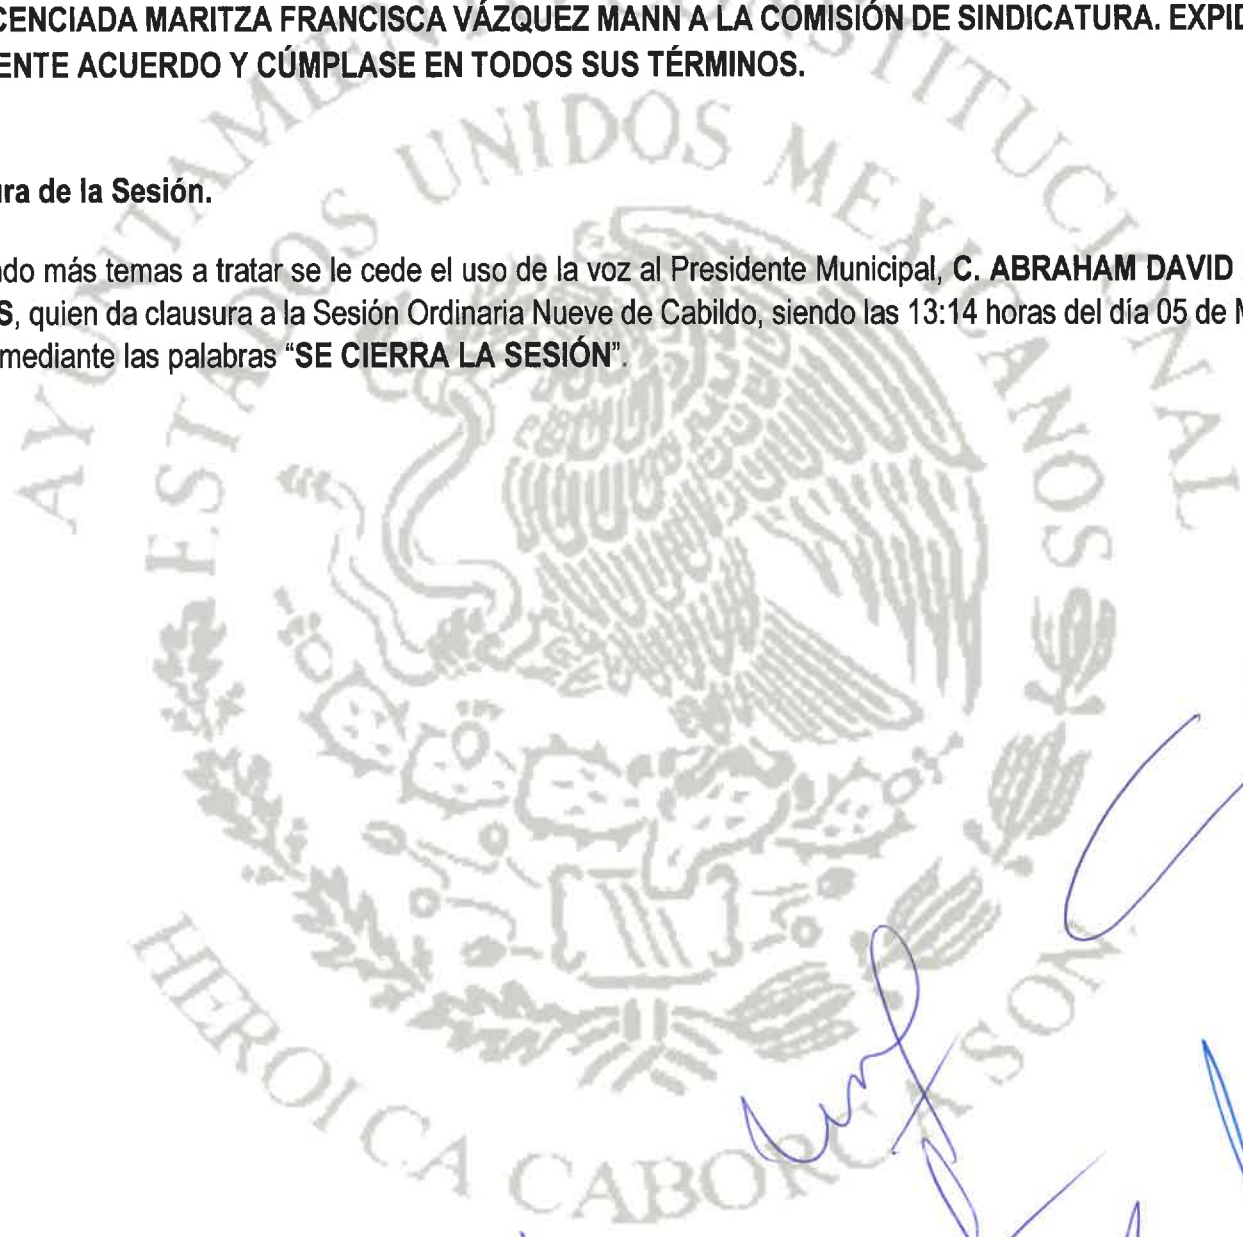 CENCIADA MARITZA FRANCISCA VÁZQUEZ MANN A LA COMISIÓN DE SINDICATURA. EXPID
ENTE ACUERDO Y CÚMPLASE EN TODOS SUS TÉRMINOS.
ura de la Sesión.
ndo más temas a tratar se le cede el uso de la voz al Presidente Municipal, C. ABRAHAM DAVID
S, quien da clausura a la Sesión Ordinaria Nueve de Cabildo, siendo las 13:14 horas del día 05 de M
mediante las palabras “SE CIERRA LA SESIÓN”.
AYUNTAMIENTO CONSTITUCIONAL
ESTADOS UNIDOS MEXICANOS
HEROICA CABORCA SON.